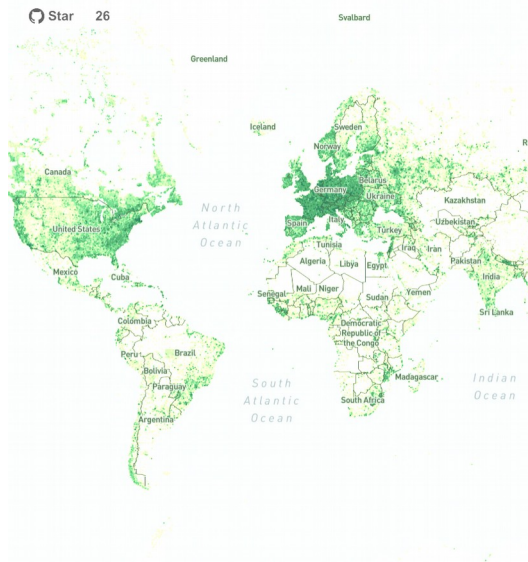 Star 26
Svalbard
Greenland
Iceland
Sweden
Norway
R
Canada
Belarus
Germany
Ukraine
Kazakhstan
North
Atlantic
Ocean
Spain
Italy
Uzbekistan
United States
Turkey
Tunisia
Iraq
Iran
Algeria
Libya
Egypt
Pakistan
Mexico
Cuba
India
Senegal
Mali
Niger
Sudan
Yemen
Sri Lanka
Colombia
Democratic
Republic of
the Congo
Peru
Brazil
Bolivia
Madagascar
Indian
Ocean
South
Atlantic
Ocean
Paraguay
South Africa
Argentina